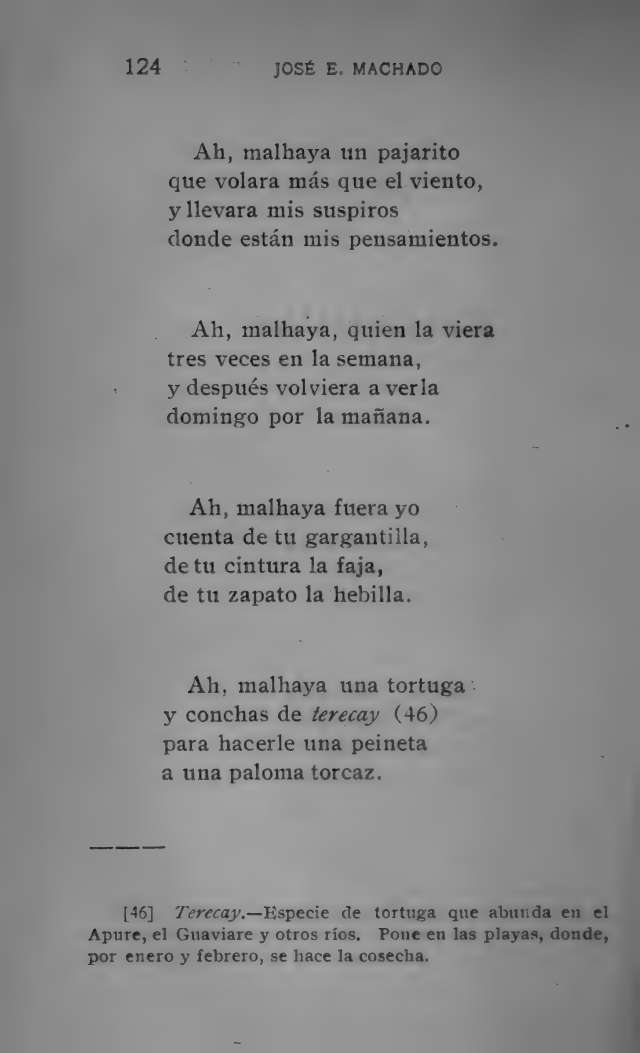 124 JOSÉ E. MACHADO
Ah, malhaya un pajarito
que volara más que el viento,
y llevara mis suspiros
donde están mis pensamientos.
Ah, malhaya, quien la viera
tres veces en la semana,
y después volviera a verla
domingo por la mañana.
Ah, malhaya fuera yo
cuenta de tu gargantilla,
de tu cintura la faja,
de tu zapato la hebilla.
Ah, malhaya una tortuga
y conchas de terecay (46)
para hacerle una peineta
a una paloma torcaz.
[46] Terecay.—Especie de tortuga que abunda en el
Apure, el Guaviare y otros ríos. Pone en las playas, donde,
por enero y febrero, se hace la cosecha.